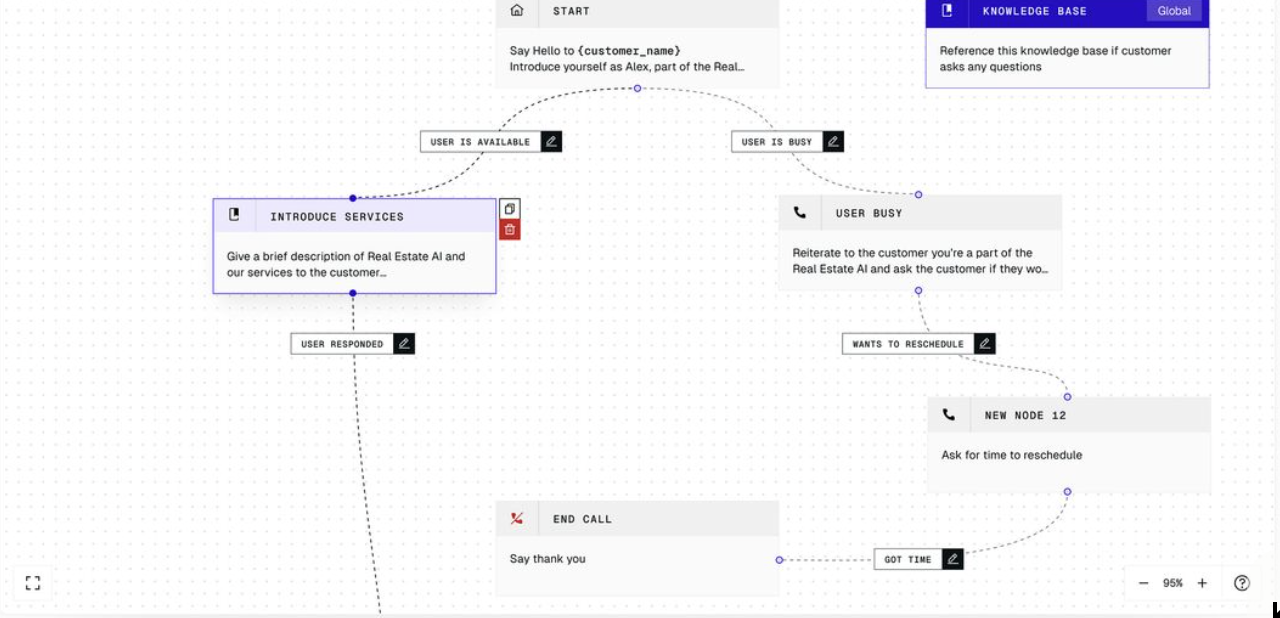 START
Say Hello to {customer_name}
Introduce yourself as Alex, part of the Real…
KNOWLEDGE BASE
Global
Reference this knowledge base if customer
asks any questions
USER IS AVAILABLE
USER IS BUSY
INTRODUCE SERVICES
Give a brief description of Real Estate AI and
our services to the customer…
USER BUSY
Reiterate to the customer you're a part of the
Real Estate AI and ask the customer if they wo…
USER RESPONDED
WANTS TO RESCHEDULE
NEW NODE 12
Ask for time to reschedule
END CALL
Say thank you
GOT TIME
95%